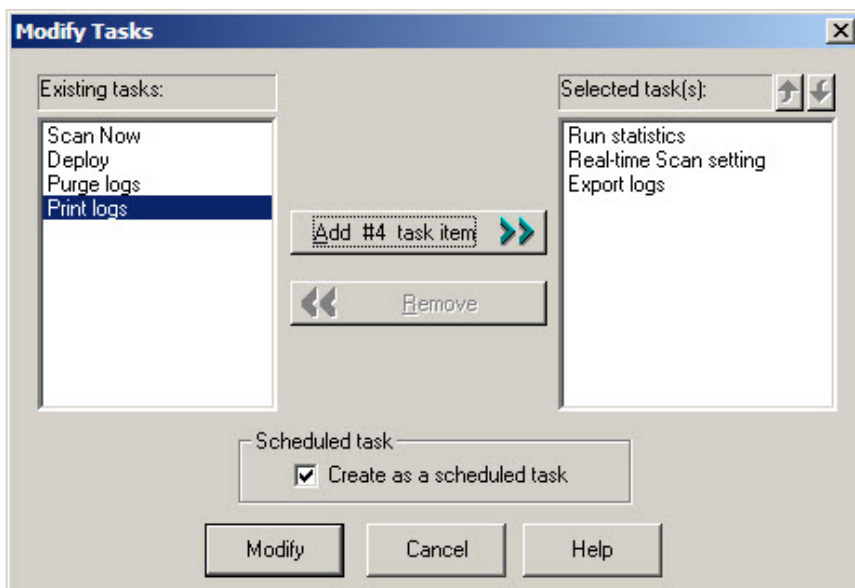 Modify Tasks
Existing tasks:
Scan Now
Deploy
Purge logs
Print logs
Add #4 task item
Remove
Selected task(s):
Run statistics
Real-time Scan setting
Export logs
Scheduled task
Create as a scheduled task
Modify
Cancel
Help